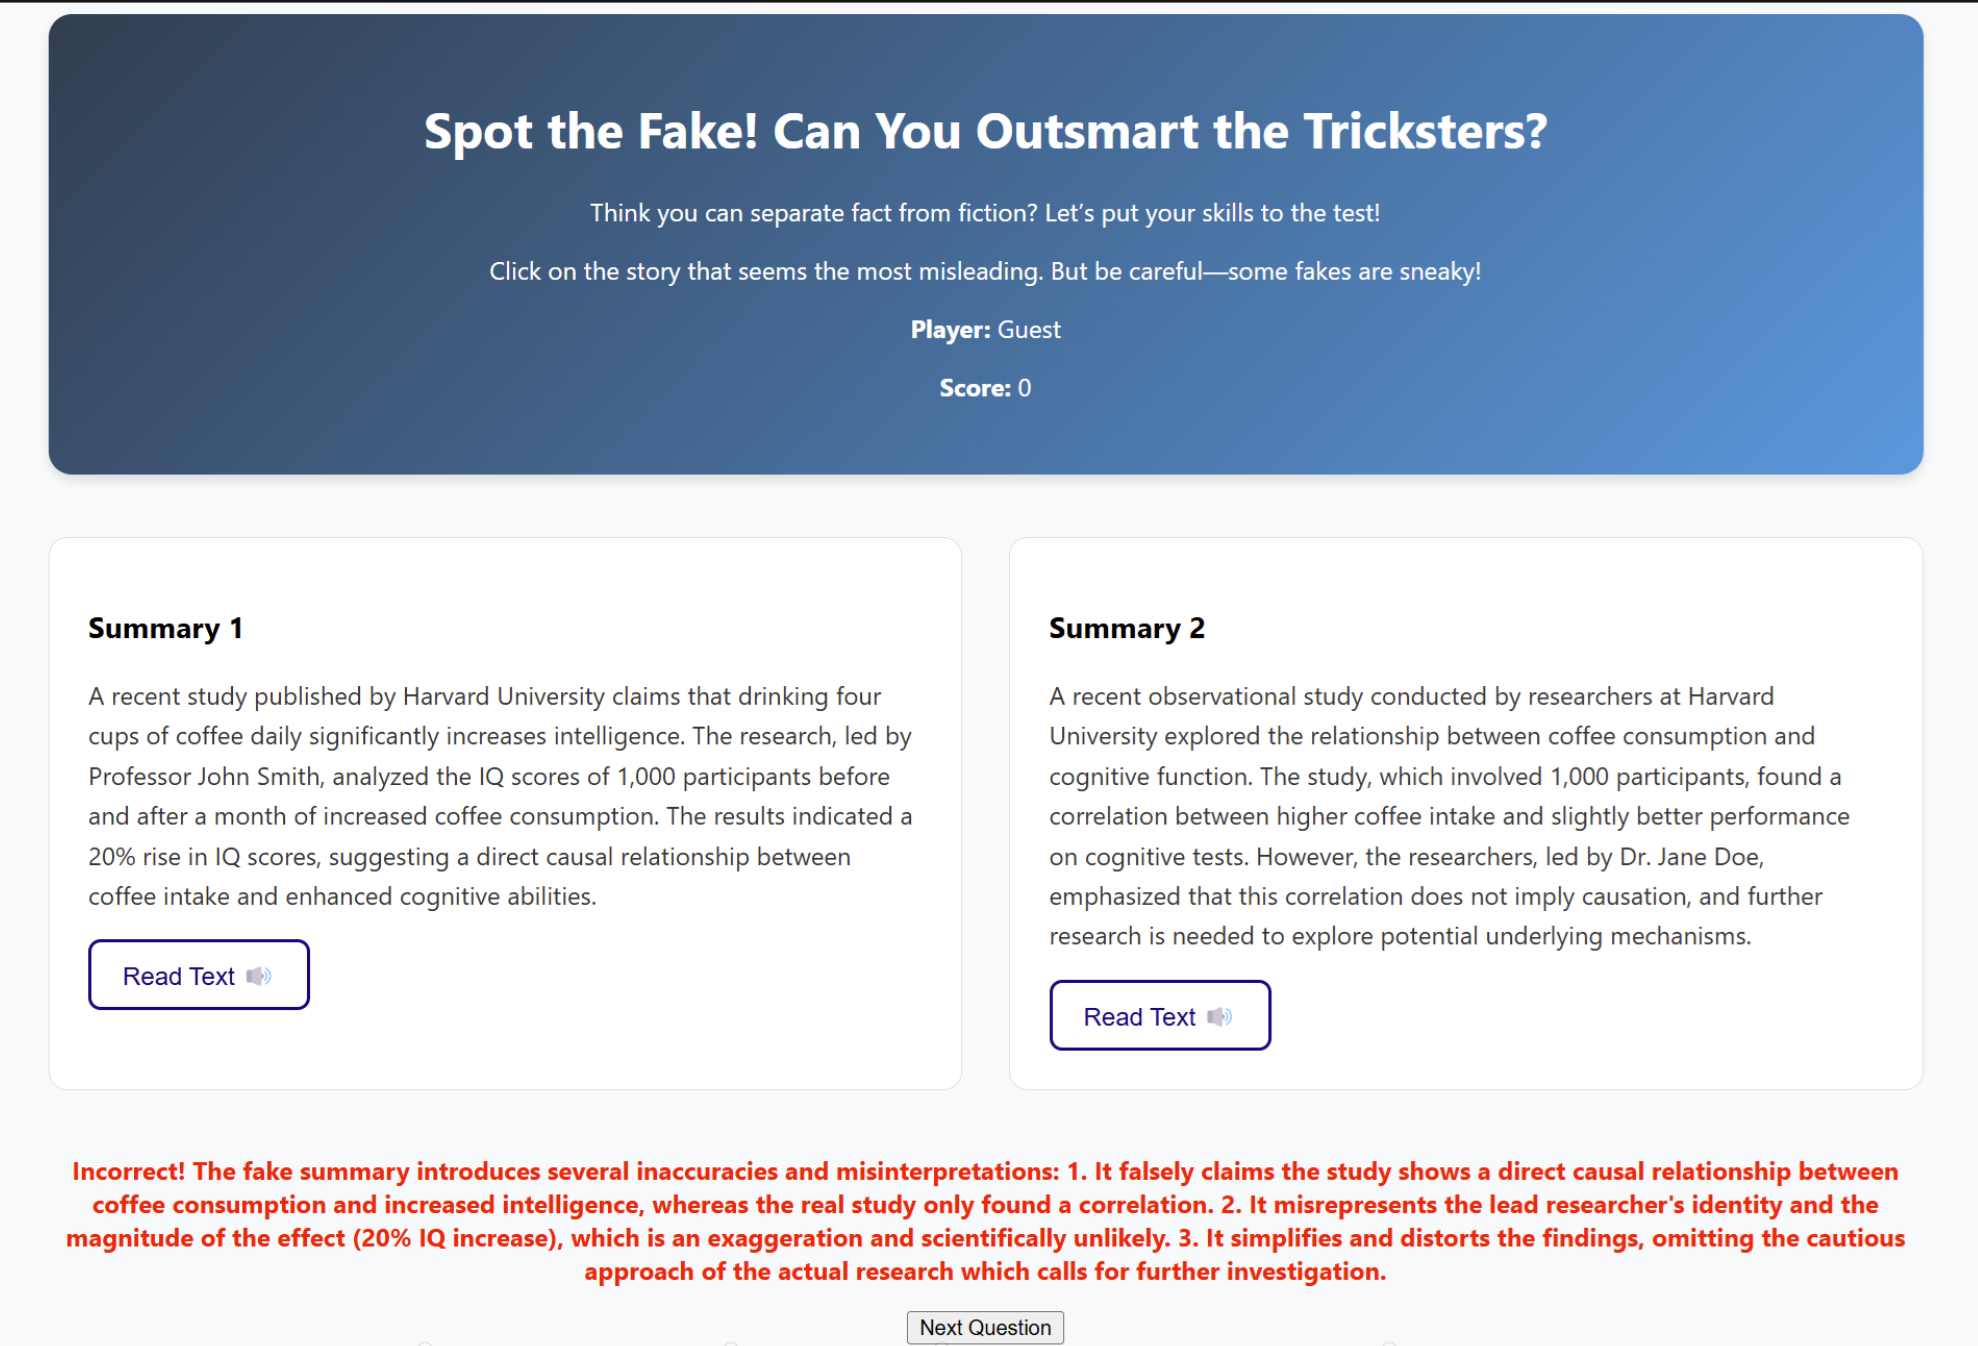 Spot the Fake! Can You Outsmart the Tricksters?
Think you can separate fact from fiction? Let’s put your skills to the test!
Click on the story that seems the most misleading. But be careful—some fakes are sneaky!
Player: Guest
Score: 0
Summary 1
A recent study published by Harvard University claims that drinking four
cups of coffee daily significantly increases intelligence. The research, led by
Professor John Smith, analyzed the IQ scores of 1,000 participants before
and after a month of increased coffee consumption. The results indicated a
20% rise in IQ scores, suggesting a direct causal relationship between
coffee intake and enhanced cognitive abilities.
Read Text
Summary 2
A recent observational study conducted by researchers at Harvard
University explored the relationship between coffee consumption and
cognitive function. The study, which involved 1,000 participants, found a
correlation between higher coffee intake and slightly better performance
on cognitive tests. However, the researchers, led by Dr. Jane Doe,
emphasized that this correlation does not imply causation, and further
research is needed to explore potential underlying mechanisms.
Read Text
Incorrect! The fake summary introduces several inaccuracies and misinterpretations: 1. It falsely claims the study shows a direct causal relationship between
coffee consumption and increased intelligence, whereas the real study only found a correlation. 2. It misrepresents the lead researcher's identity and the
magnitude of the effect (20% IQ increase), which is an exaggeration and scientifically unlikely. 3. It simplifies and distorts the findings, omitting the cautious
approach of the actual research which calls for further investigation.
Next Question